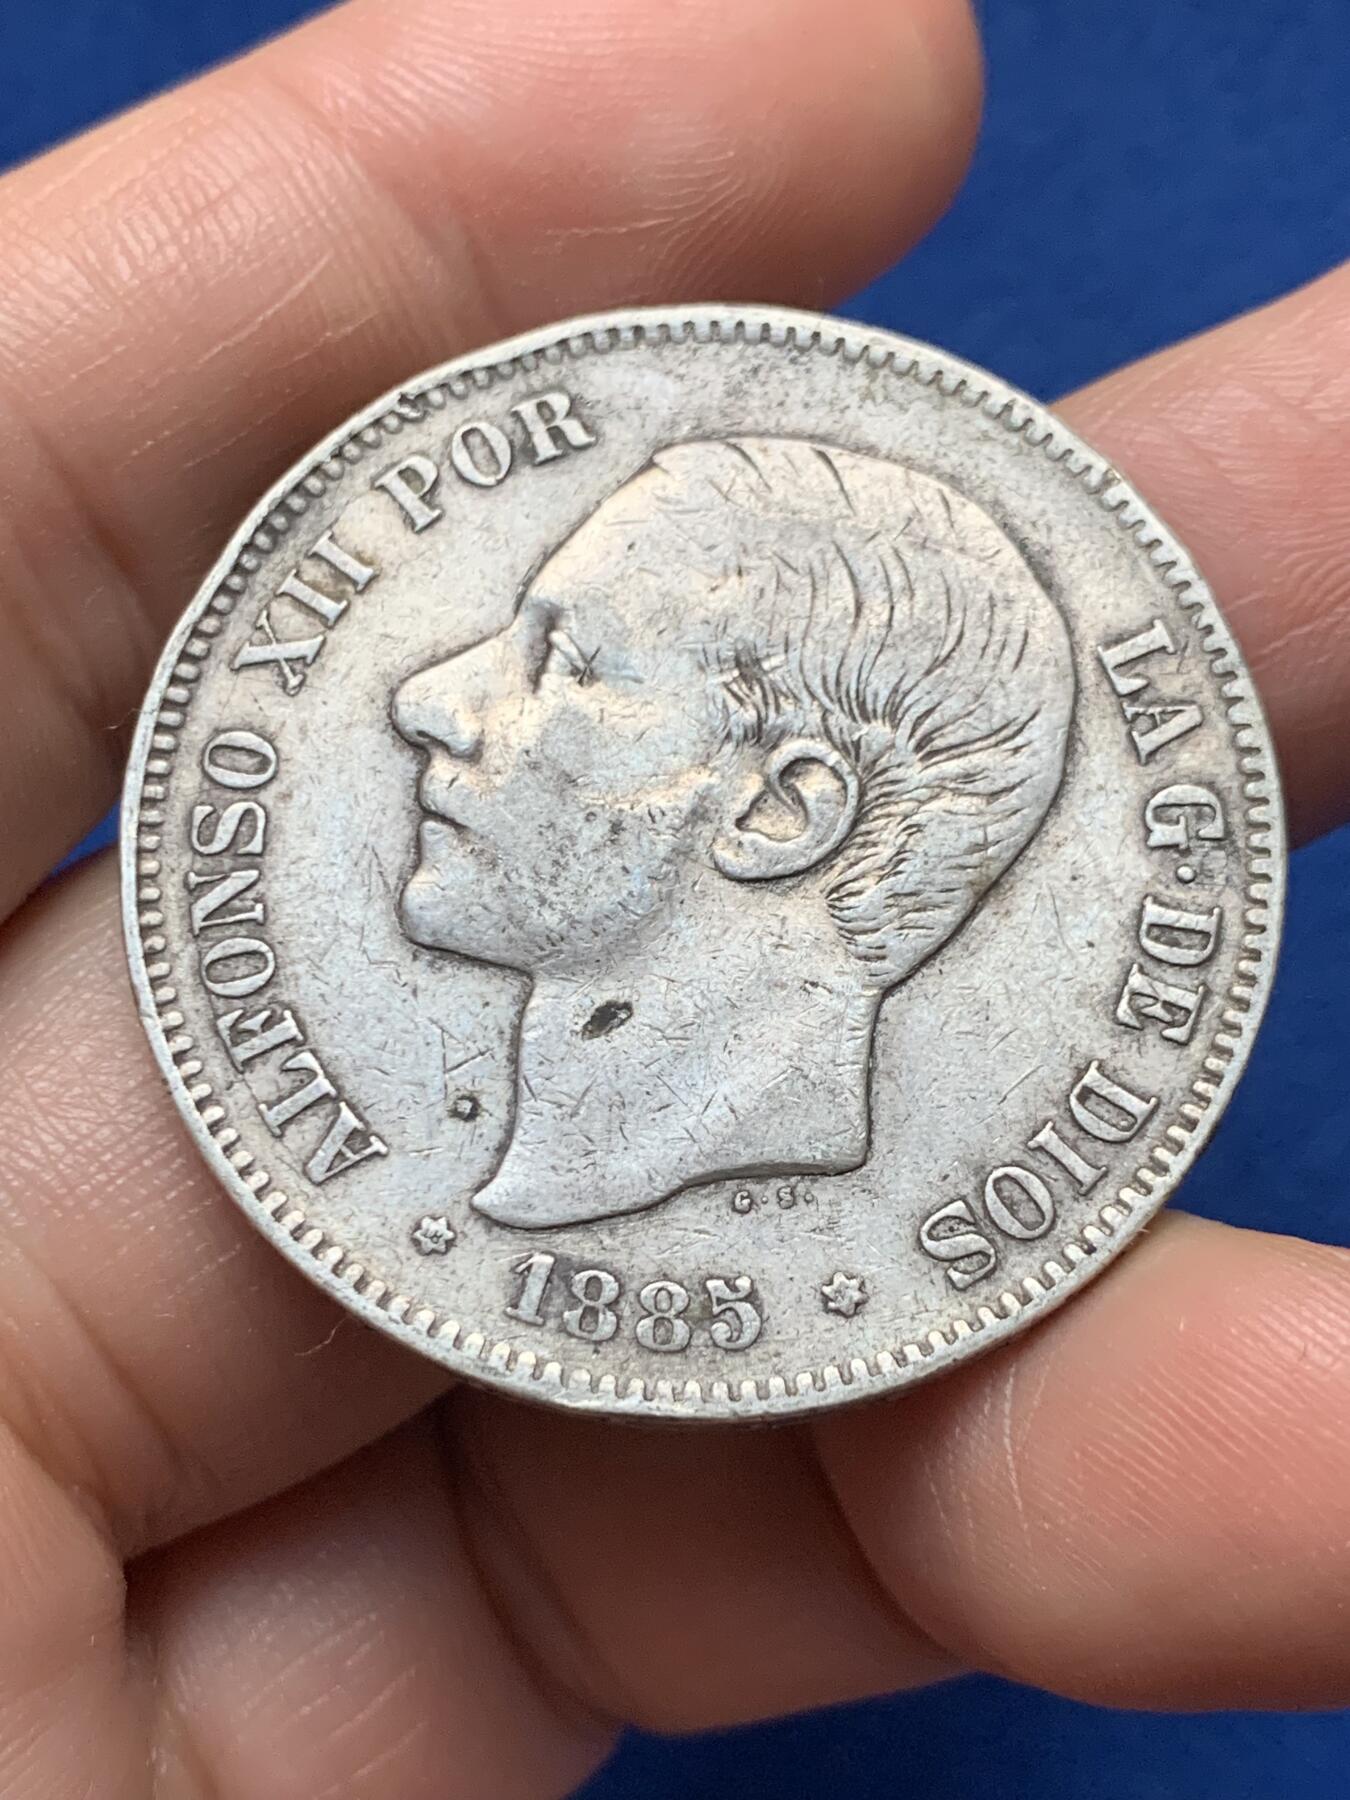 ALFONSO XII POR LA G. DE DIOS
G. S.
1885